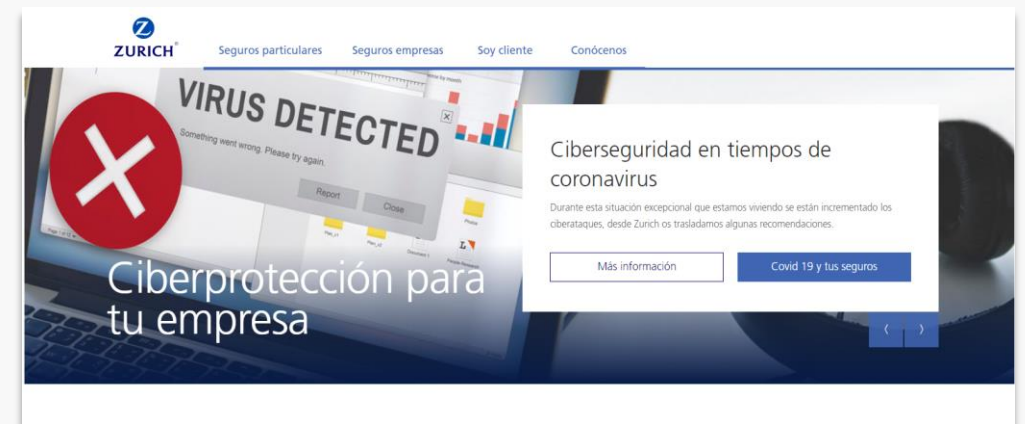 ZURICH®
Seguros particulares Seguros empresas Soy cliente Conócenos
VIRUS DETECTED
Something went wrong. Please try again.
Report Close
Ciberprotección para
tu empresa
Ciberseguridad en tiempos de
coronavirus
Durante esta situación excepcional que estamos viviendo se están incrementado los
ciberataques, desde Zurich os trasladamos algunas recomendaciones.
Más información Covid 19 y tus seguros